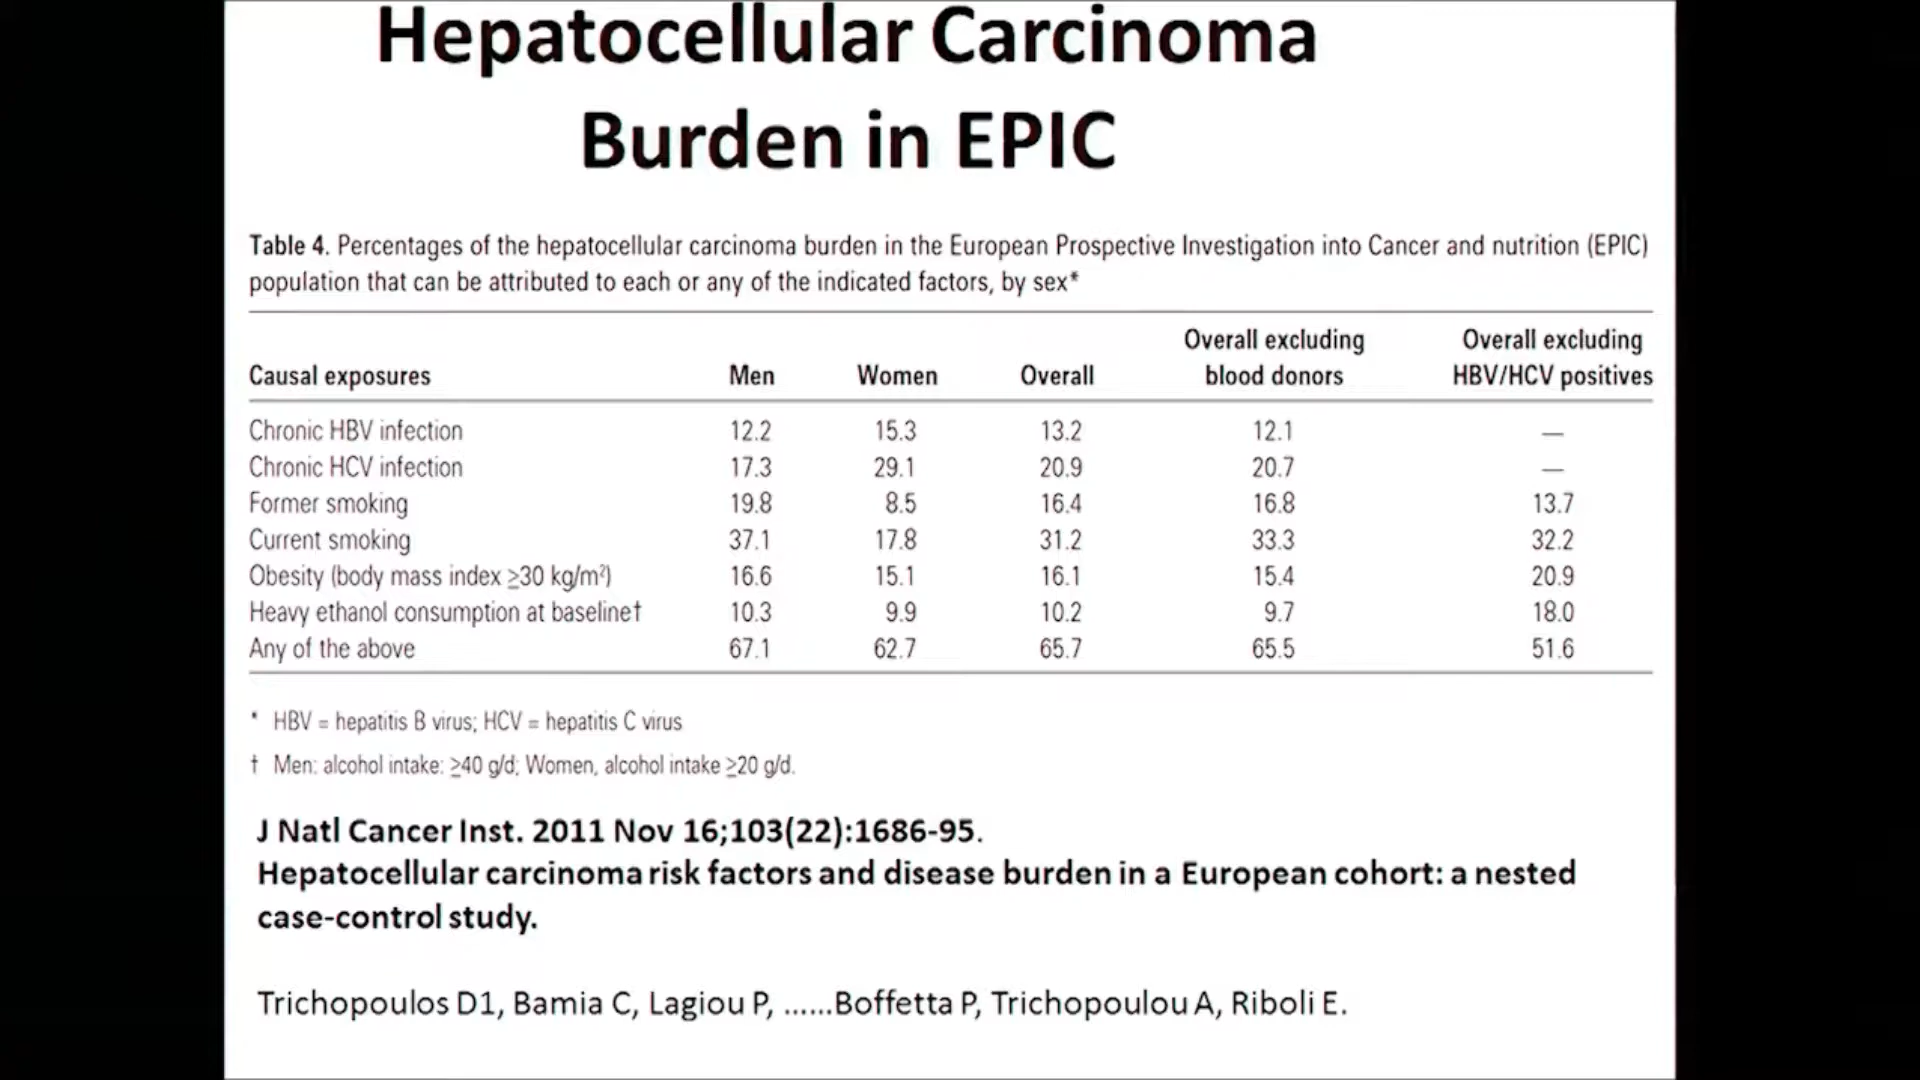 Hepatocellular Carcinoma
Burden in EPIC
Table 4. Percentages of the hepatocellular carcinoma burden in the European Prospective Investigation into Cancer and nutrition (EPIC)
population that can be attributed to each or any of the indicated factors, by sex*
Causal exposures Men Women Overall Overall excluding blood donors Overall excluding HBV/HCV positives
Chronic HBV infection 12.2 15.3 13.2 12.1 —
Chronic HCV infection 17.3 29.1 20.9 20.7 —
Former smoking 19.8 8.5 16.4 16.8 13.7
Current smoking 37.1 17.8 31.2 33.3 32.2
Obesity (body mass index ≥30 kg/m²) 16.6 15.1 16.1 15.4 20.9
Heavy ethanol consumption at baseline† 10.3 9.9 10.2 9.7 18.0
Any of the above 67.1 62.7 65.7 65.5 51.6
* HBV = hepatitis B virus; HCV = hepatitis C virus
† Men: alcohol intake: ≥40 g/d; Women, alcohol intake ≥20 g/d.
J Natl Cancer Inst. 2011 Nov 16;103(22):1686-95.
Hepatocellular carcinoma risk factors and disease burden in a European cohort: a nested
case-control study.
Trichopoulos D1, Bamia C, Lagiou P, ......Boffetta P, Trichopoulou A, Riboli E.